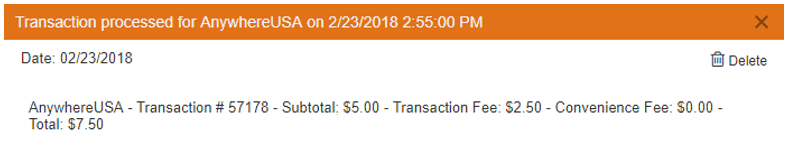 Transaction processed for AnywhereUSA on 2/23/2018 2:55:00 PM
Date: 02/23/2018
Delete
AnywhereUSA - Transaction # 57178 - Subtotal; $5.00 - Transaction Fee: $2.50 - Convenience Fee: $0.00 -
Total: $7.50